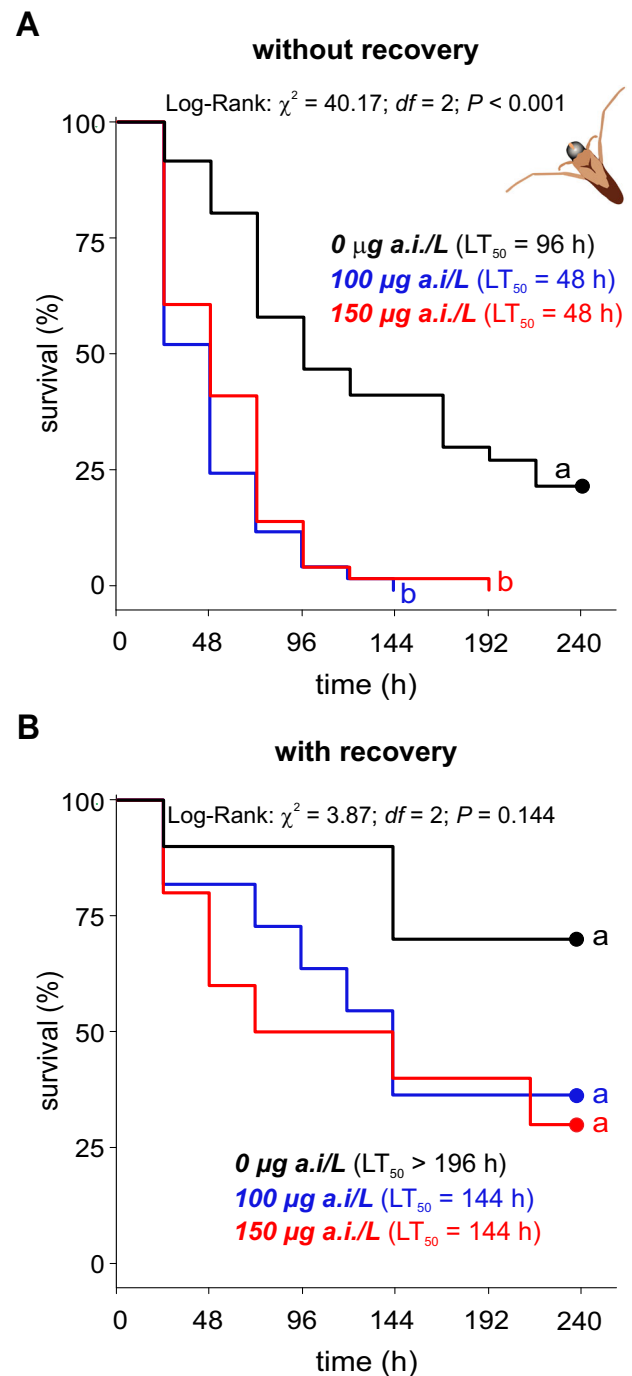 A
without recovery
Log-Rank: χ² = 40.17; df = 2; P < 0.001
100
75
50
25
0
survival (%)
0 µg a.i./L (LT₅₀ = 96 h)
100 µg a.i/L (LT₅₀ = 48 h)
150 µg a.i./L (LT₅₀ = 48 h)
a
b
b
0 48 96 144 192 240
time (h)
B
with recovery
Log-Rank: χ² = 3.87; df = 2; P = 0.144
100
75
50
25
0
survival (%)
a
a
a
0 µg a.i/L (LT₅₀ > 196 h)
100 µg a.i/L (LT₅₀ = 144 h)
150 µg a.i./L (LT₅₀ = 144 h)
0 48 96 144 192 240
time (h)